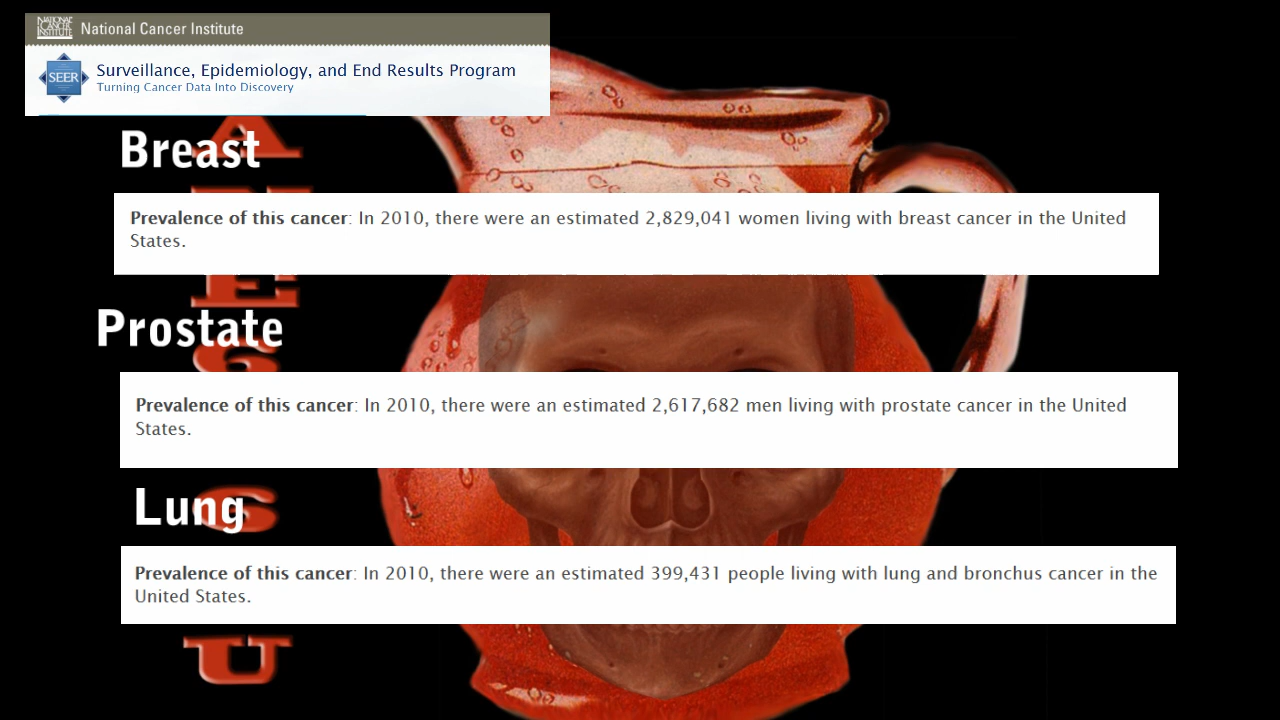 NATIONAL CANCER INSTITUTE National Cancer Institute
SEER Surveillance, Epidemiology, and End Results Program
Turning Cancer Data Into Discovery
Breast
Prevalence of this cancer: In 2010, there were an estimated 2,829,041 women living with breast cancer in the United
States.
Prostate
Prevalence of this cancer: In 2010, there were an estimated 2,617,682 men living with prostate cancer in the United
States.
Lung
Prevalence of this cancer: In 2010, there were an estimated 399,431 people living with lung and bronchus cancer in the
United States.
U